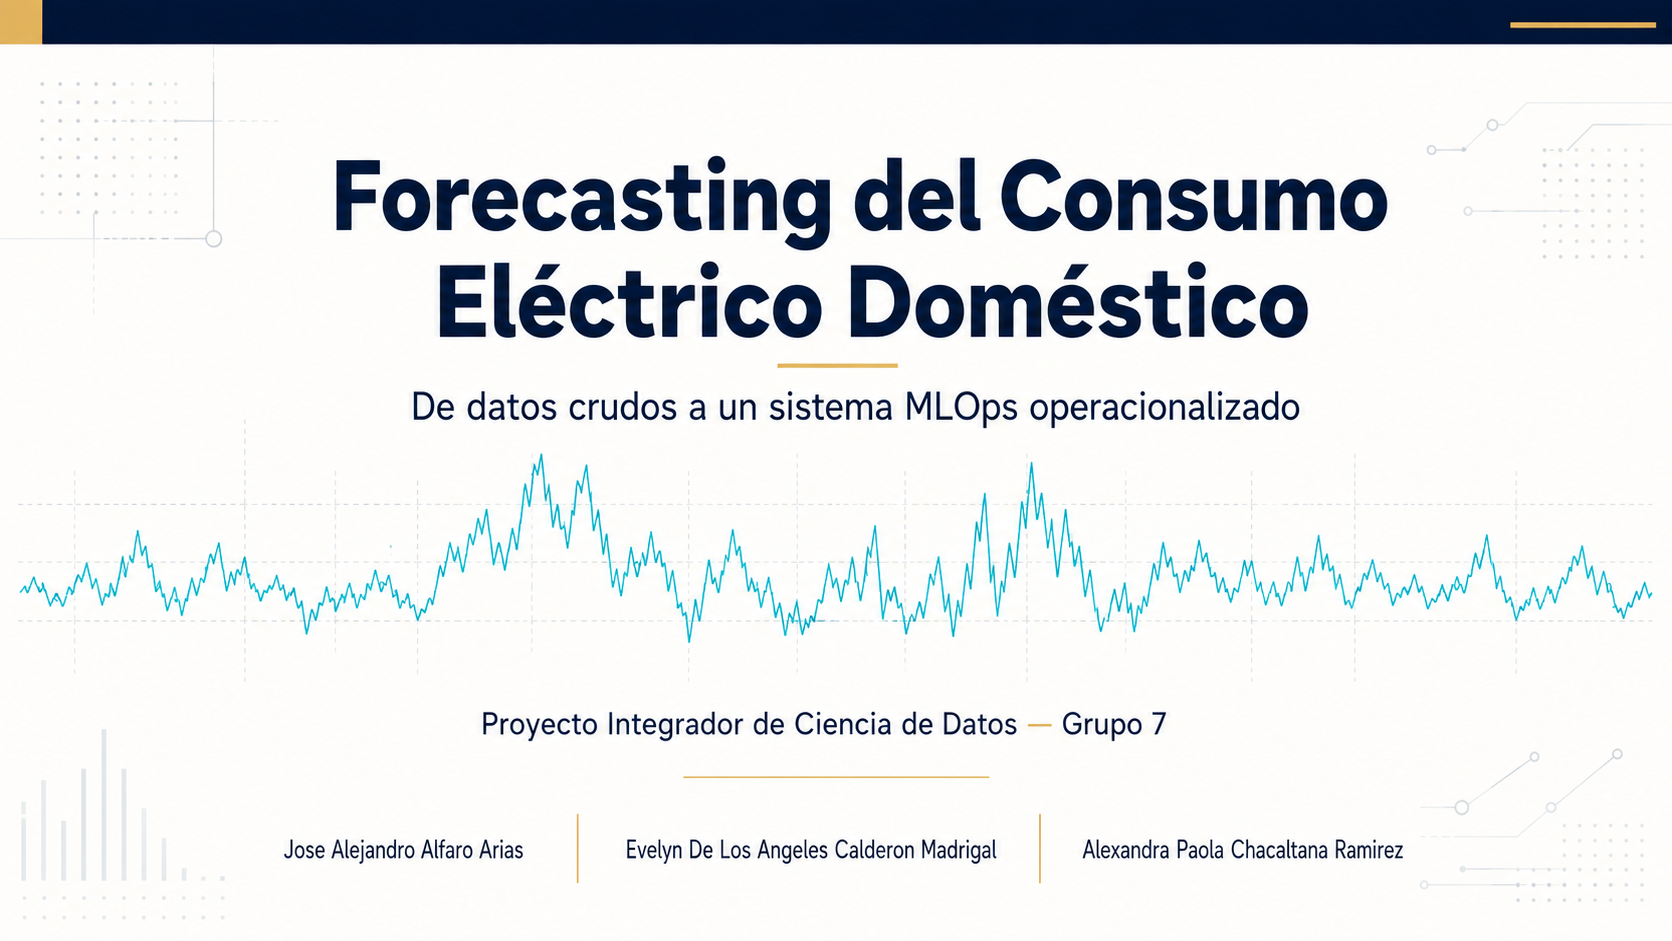 Forecasting del Consumo
Eléctrico Doméstico
De datos crudos a un sistema MLOps operacionalizado
Proyecto Integrador de Ciencia de Datos — Grupo 7
Jose Alejandro Alfaro Arias
Evelyn De Los Angeles Calderon Madrigal
Alexandra Paola Chacaltana Ramirez